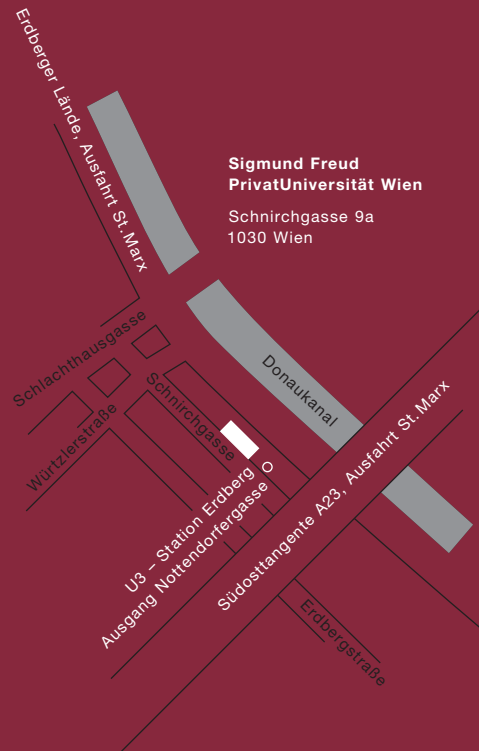 Erdberger Lände, Ausfahrt St. Marx
Sigmund Freud
PrivatUniversität Wien
Schnirchgasse 9a
1030 Wien
Schlachthausgasse
Schnirchgasse
Donaukanal
Würtzlerstraße
U3 – Station Erdberg
Ausgang Nottendorfergasse
Südosttangente A23, Ausfahrt St. Marx
Erdbergstraße